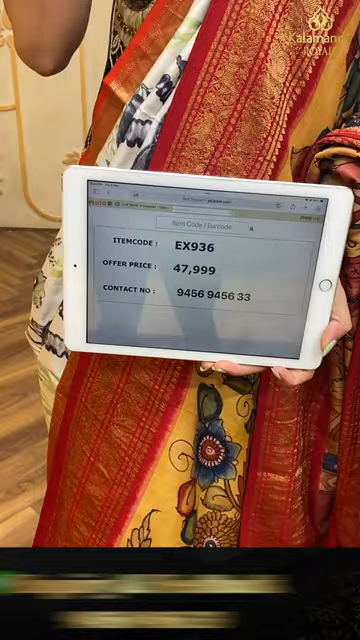 Kalamandir
ROYALE
Item Code / Barcode
ITEMCODE : EX936
OFFER PRICE : 47,999
CONTACT NO : 9456 9456 33